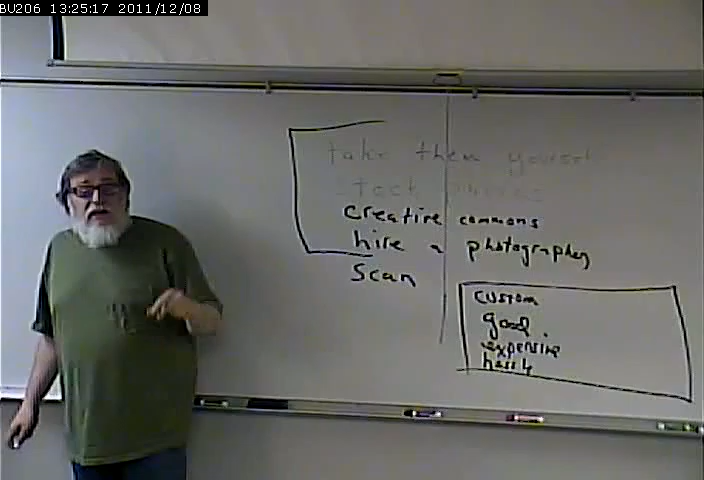 BU206 13:25:17 2011/12/08
take them yourself
stock photos
creative commons
hire a photographer
scan
custom
good
expensive
hassle